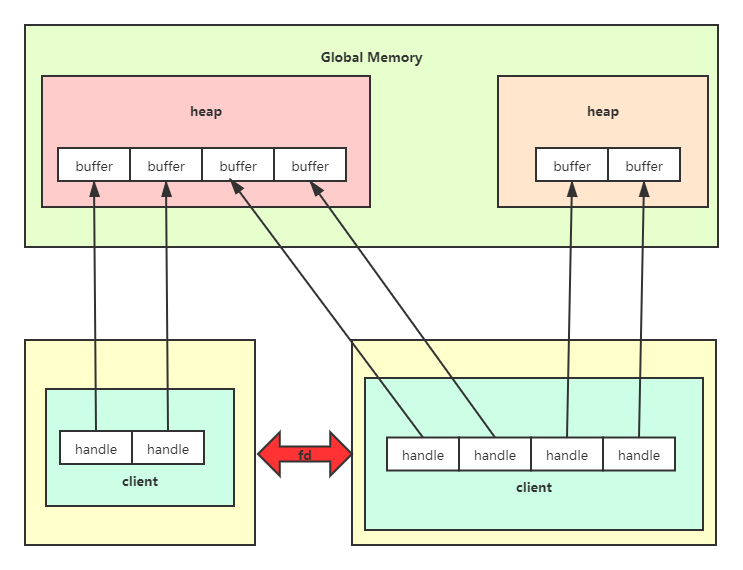 Global Memory
heap
heap
buffer buffer buffer buffer
buffer buffer
handle handle
client
fd
handle handle handle handle
client